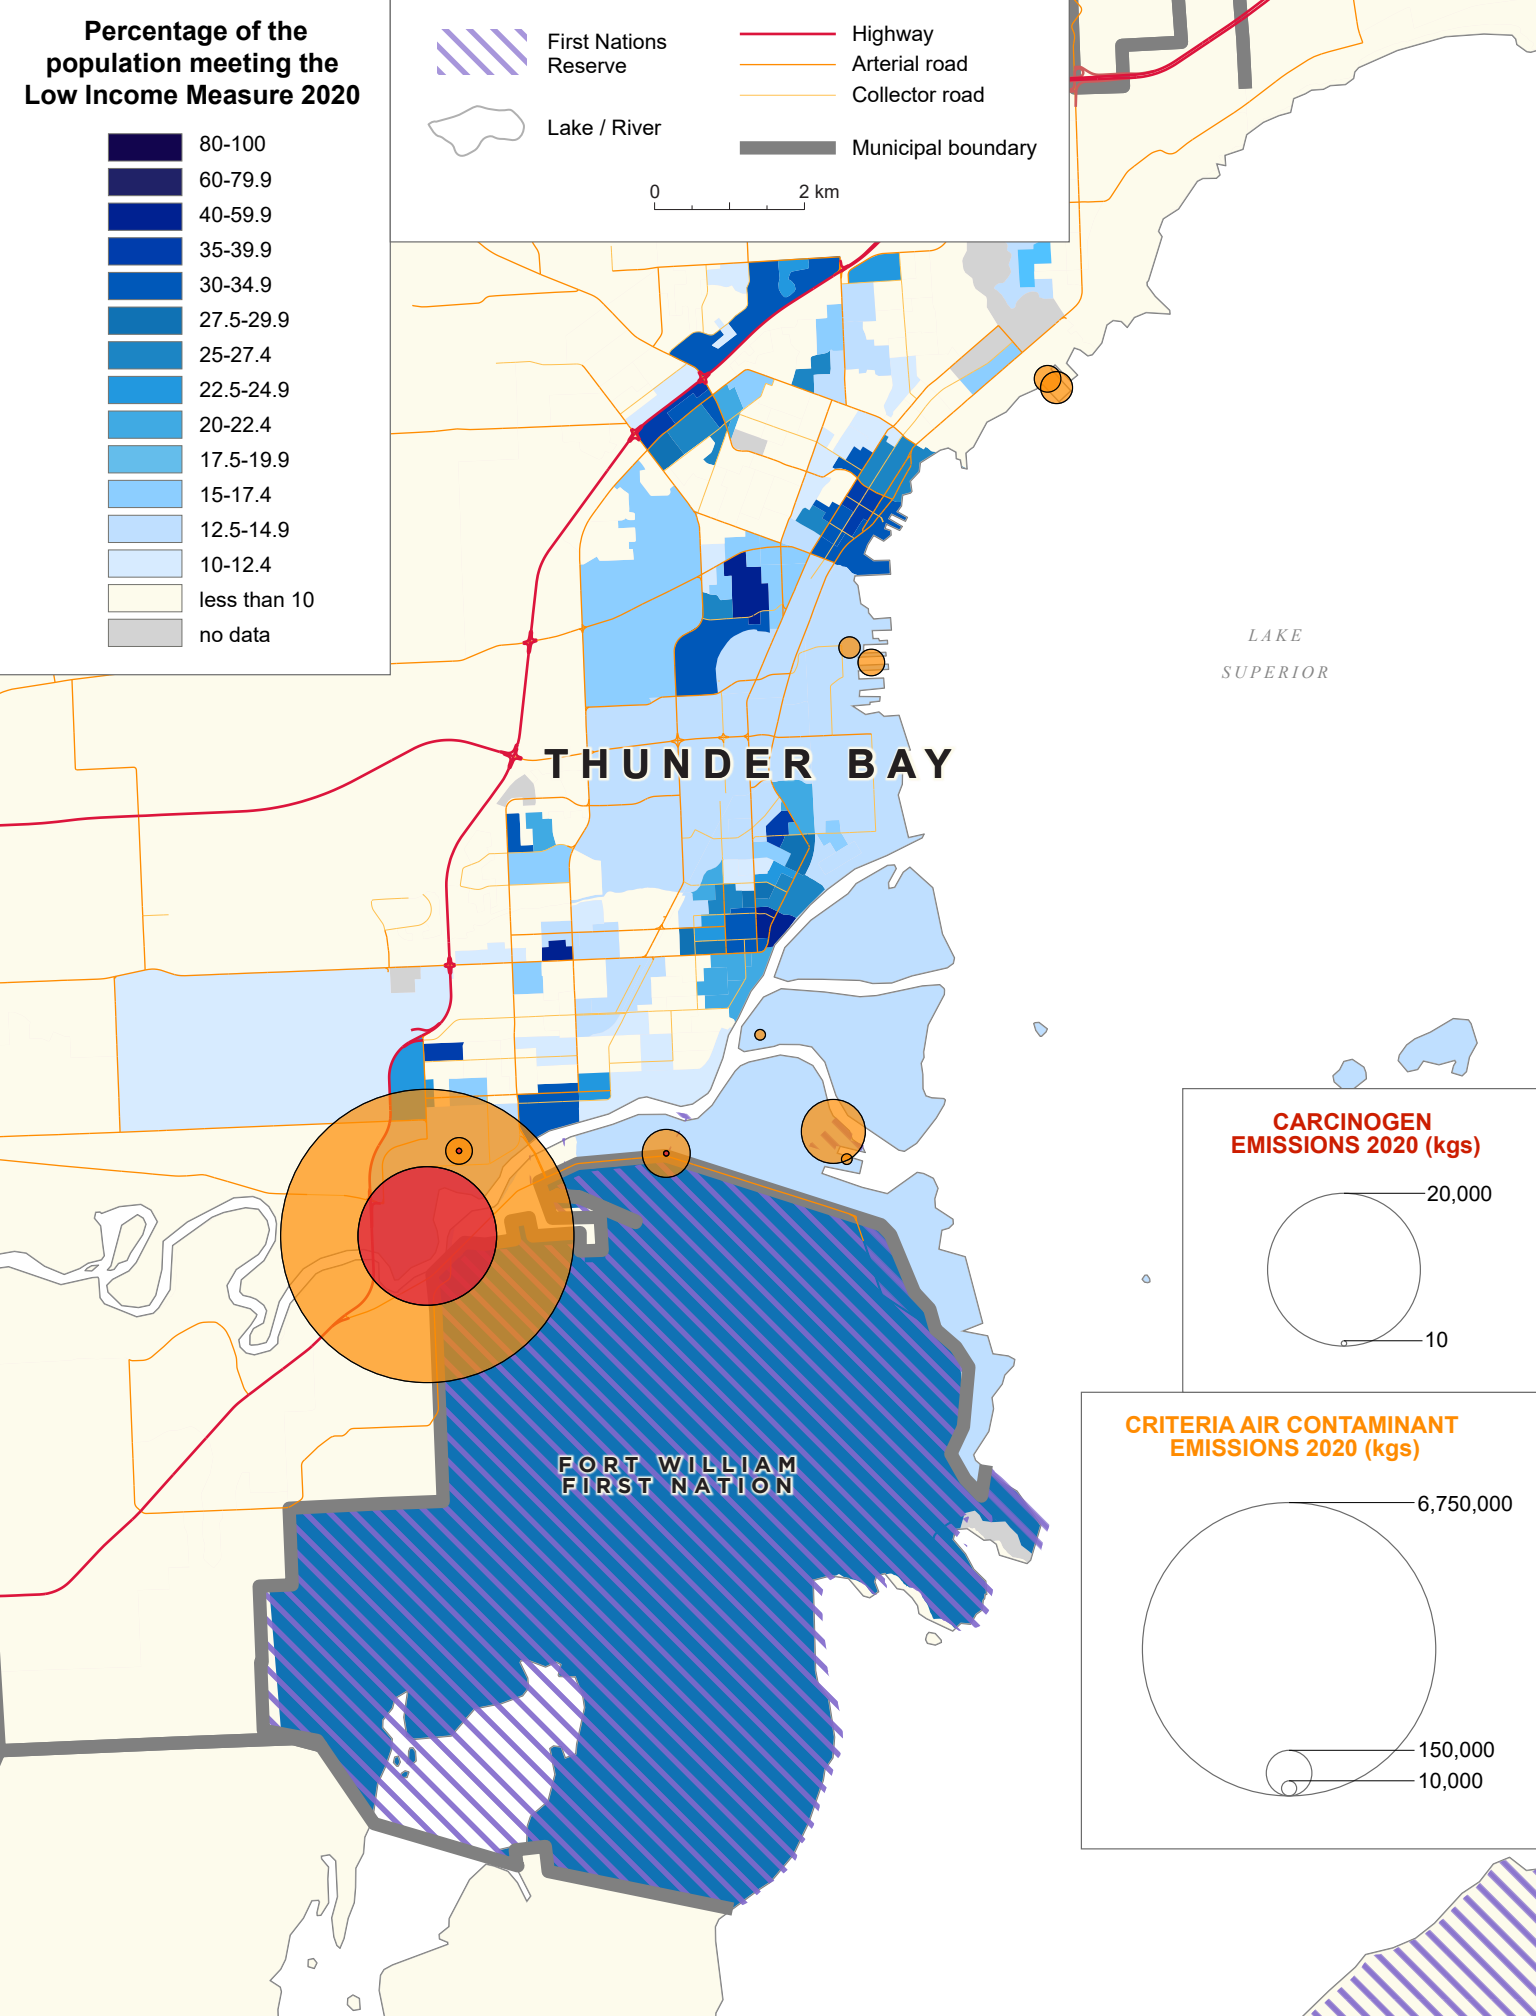 Percentage of the
population meeting the
Low Income Measure 2020
80-100
60-79.9
40-59.9
35-39.9
30-34.9
27.5-29.9
25-27.4
22.5-24.9
20-22.4
17.5-19.9
15-17.4
12.5-14.9
10-12.4
less than 10
no data
First Nations
Reserve
Lake / River
Highway
Arterial road
Collector road
Municipal boundary
0 2 km
LAKE
SUPERIOR
THUNDER BAY
FORT WILLIAM
FIRST NATION
CARCINOGEN
EMISSIONS 2020 (kgs)
20,000
10
CRITERIA AIR CONTAMINANT
EMISSIONS 2020 (kgs)
6,750,000
150,000
10,000